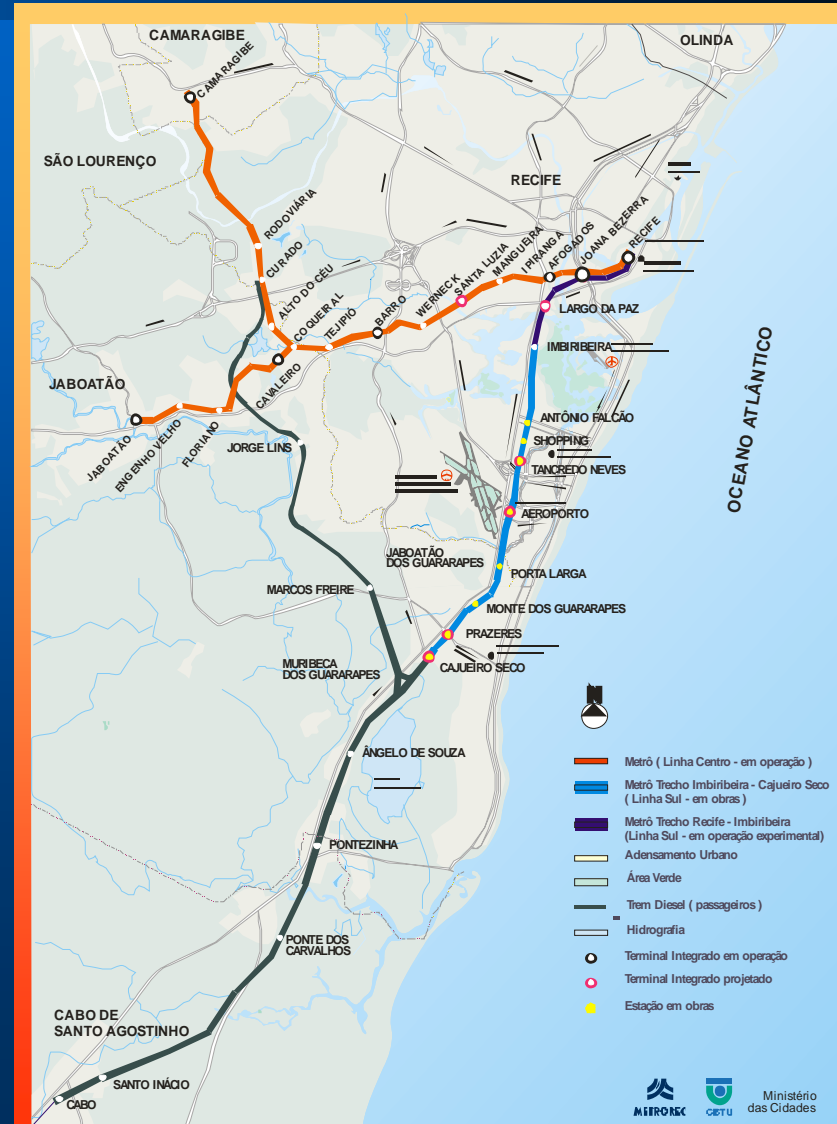 CAMARAGIBE
OLINDA
CAMARAGIBE
SÃO LOURENÇO
RECIFE
RODOVIÁRIA
CURADO
ALTO DO CÉU
COQUEIRAL
TEJIPIÓ
BARRO
WERNECK
SANTA LUZIA
MANGUEIRA
IPIRANGA
AFOGADOS
JOANA BEZERRA
RECIFE
LARGO DA PAZ
IMBIRIBEIRA
JABOATÃO
CAVALEIRO
JABOATÃO
ENGENHO VELHO
FLORIANO
JORGE LINS
ANTÔNIO FALCÃO
SHOPPING
TANCREDO NEVES
AEROPORTO
OCEANO ATLÂNTICO
JABOATÃO
DOS GUARARAPES
PORTA LARGA
MARCOS FREIRE
MONTE DOS GUARARAPES
PRAZERES
MURIBECA
DOS GUARARAPES
CAJUEIRO SECO
N
ÂNGELO DE SOUZA
PONTEZINHA
PONTE DOS
CARVALHOS
CABO DE
SANTO AGOSTINHO
SANTO INÁCIO
CABO
Metrô ( Linha Centro - em operação )
Metrô Trecho Imbiribeira - Cajueiro Seco
( Linha Sul - em obras )
Metrô Trecho Recife - Imbiribeira
(Linha Sul - em operação experimental)
Adensamento Urbano
Área Verde
Trem Diesel ( passageiros )
Hidrografia
Terminal Integrado em operação
Terminal Integrado projetado
Estação em obras
METROREC
CBTU
Ministério
das Cidades